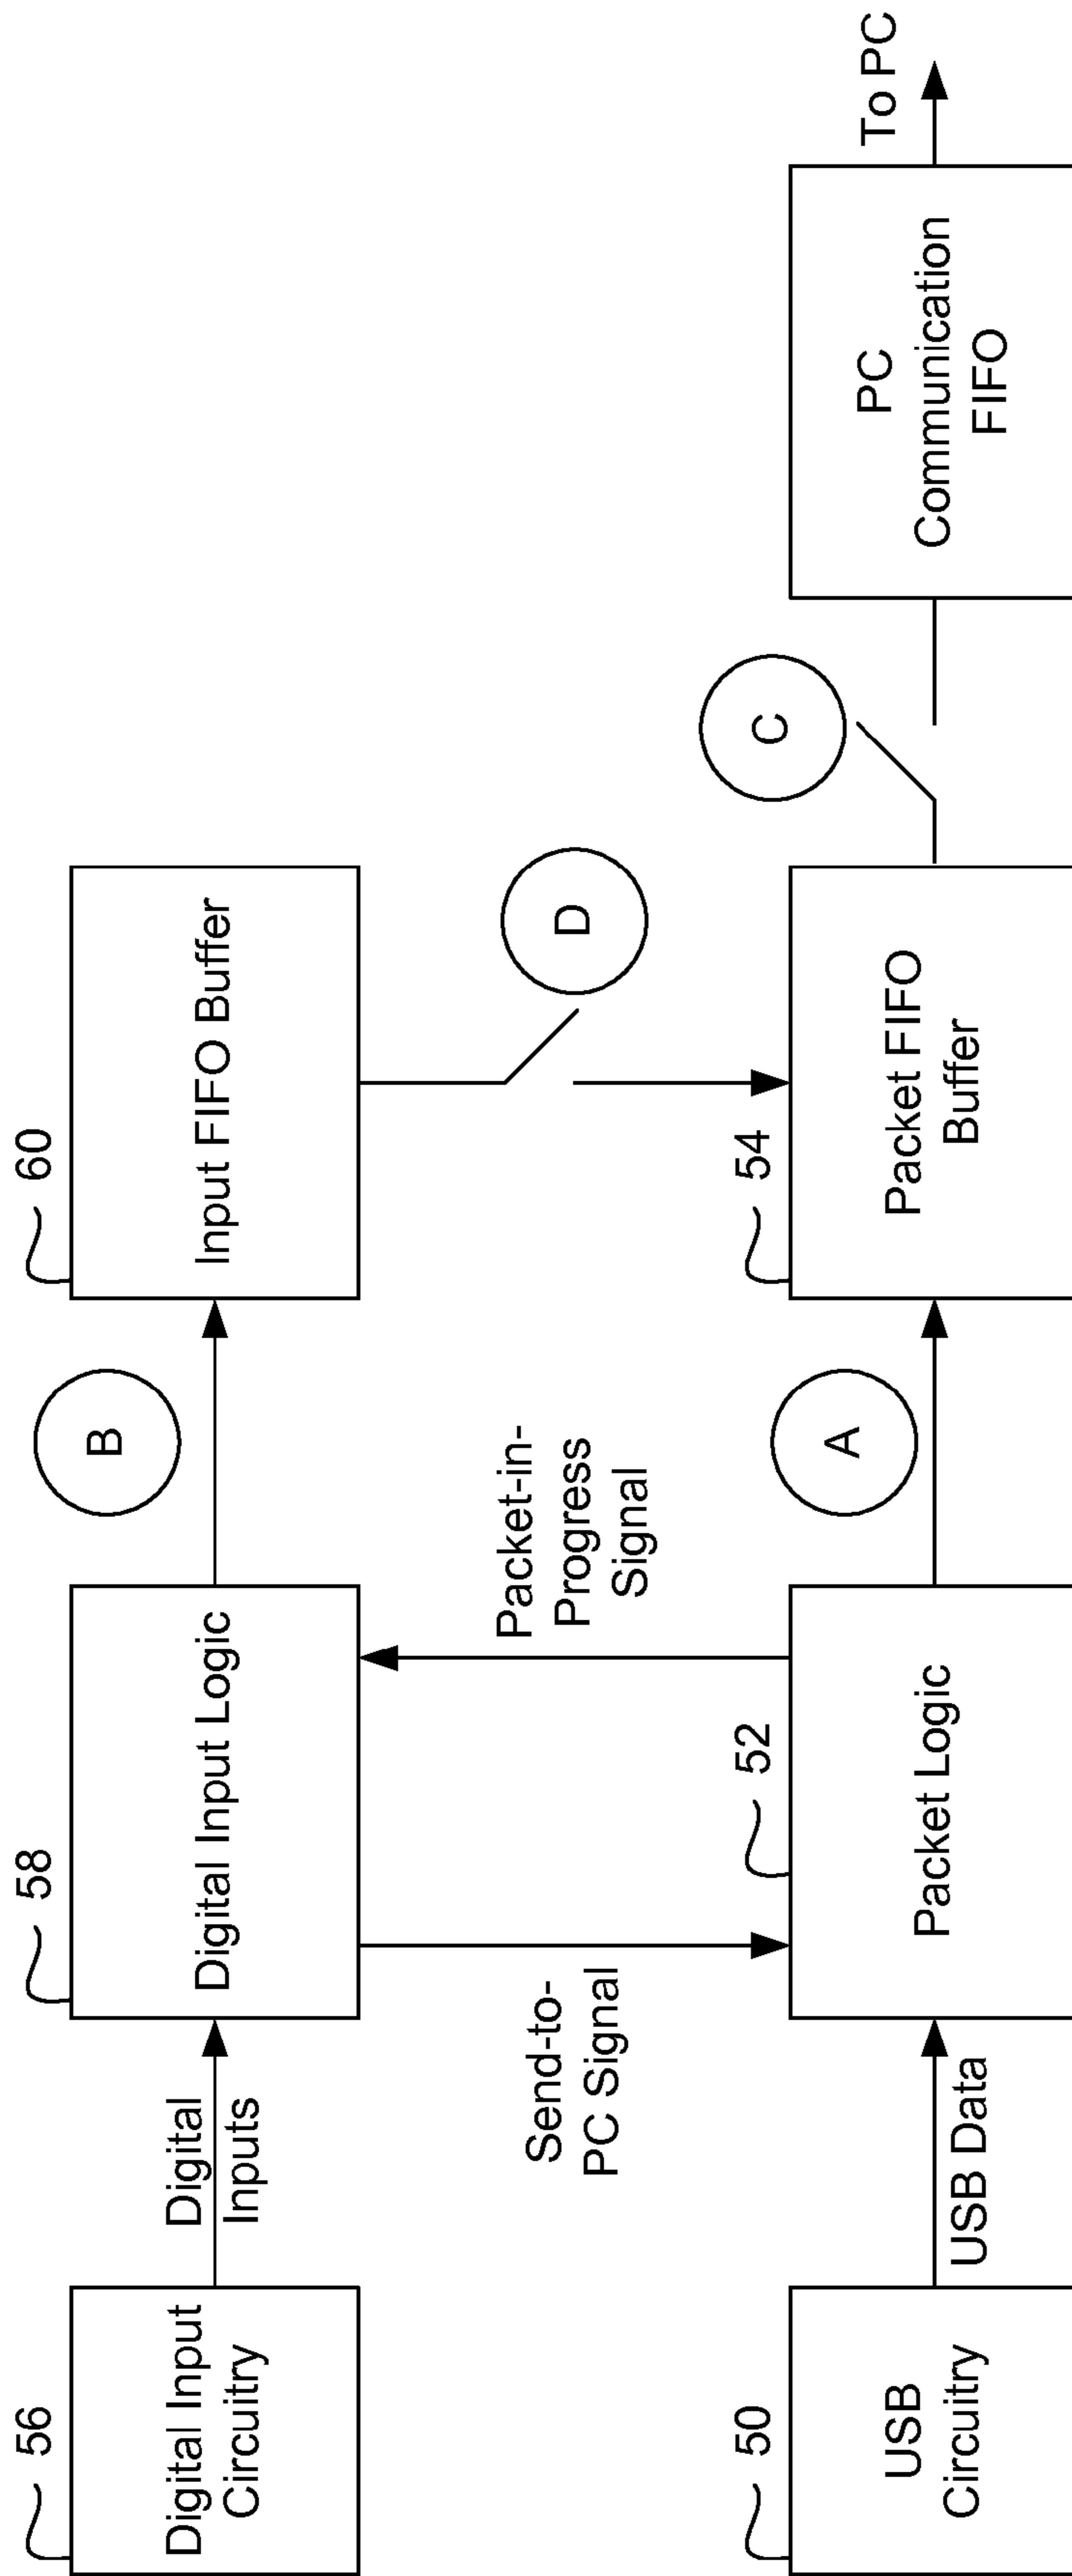 56
Digital Input
Circuitry
Digital
Inputs
58
Digital Input Logic
B
60
Input FIFO Buffer
Send-to-
PC Signal
Packet-in-
Progress
Signal
D
50
USB
Circuitry
USB Data
52
Packet Logic
A
54
Packet FIFO
Buffer
C
PC
Communication
FIFO
To PC